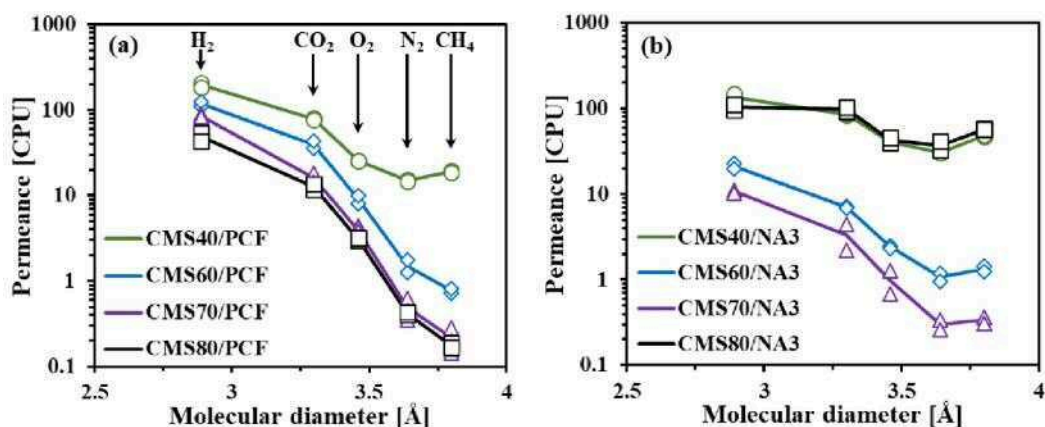 (a)
H2
CO2
O2
N2
CH4
1000
100
10
1
0.1
Permeance [CPU]
CMS40/PCF
CMS60/PCF
CMS70/PCF
CMS80/PCF
2.5
3
3.5
4
Molecular diameter [Å]
(b)
1000
100
10
1
0.1
Permeance [CPU]
CMS40/NA3
CMS60/NA3
CMS70/NA3
CMS80/NA3
2.5
3
3.5
4
Molecular diameter [Å]